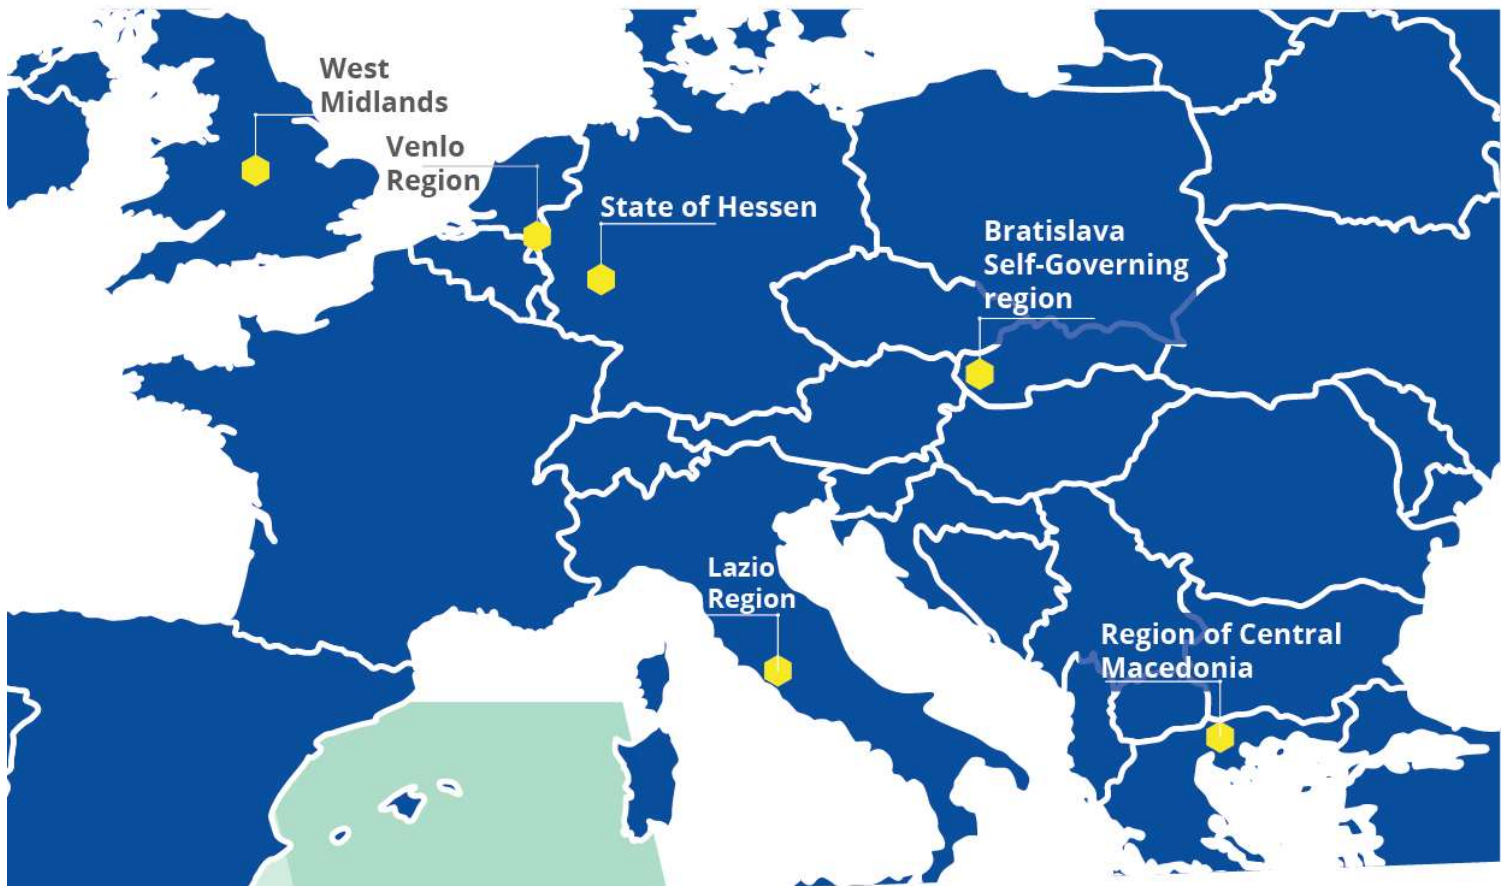 West
Midlands
Venlo
Region
State of Hessen
Bratislava
Self-Governing
region
Lazio
Region
Region of Central
Macedonia